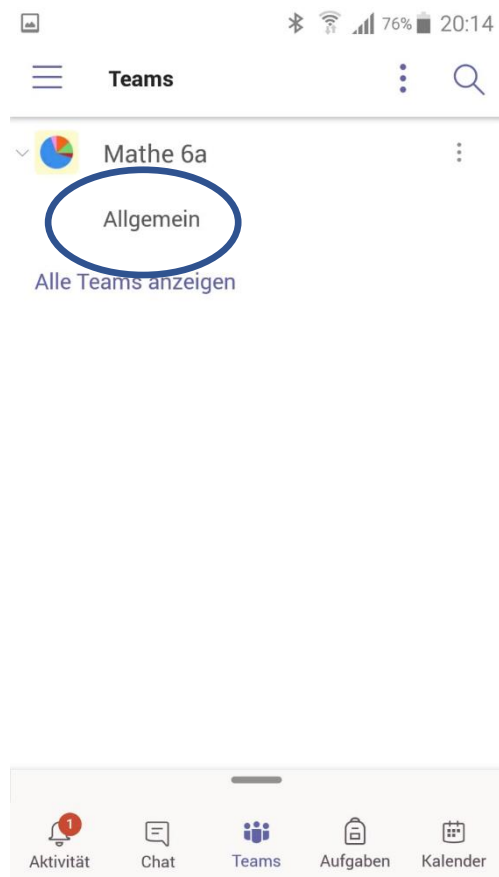 76% 20:14
Teams
Mathe 6a
Allgemein
Alle Teams anzeigen
1
Aktivität Chat Teams Aufgaben Kalender